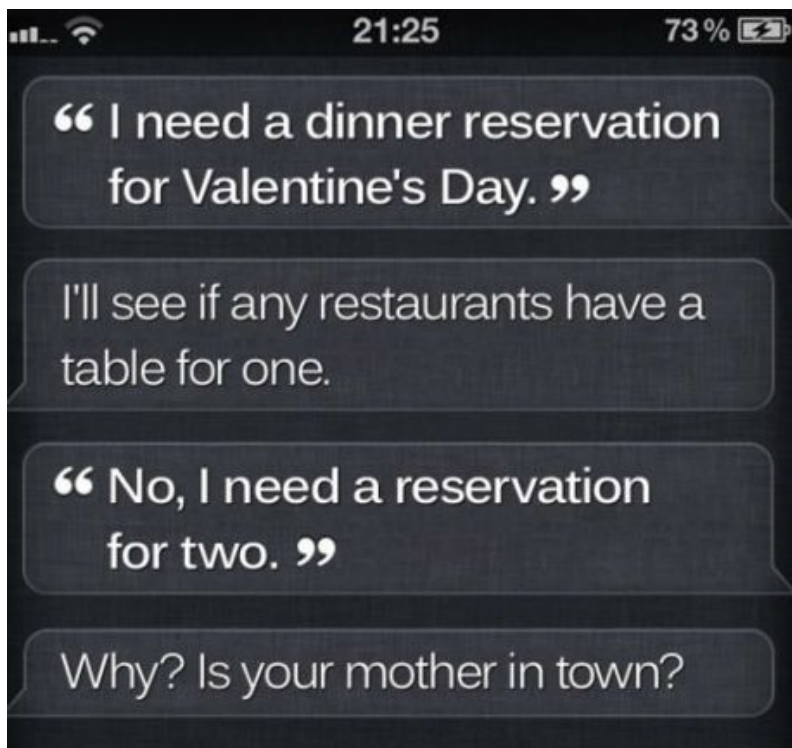 21:25
73%
“ I need a dinner reservation
for Valentine's Day. ”
I'll see if any restaurants have a
table for one.
“ No, I need a reservation
for two. ”
Why? Is your mother in town?